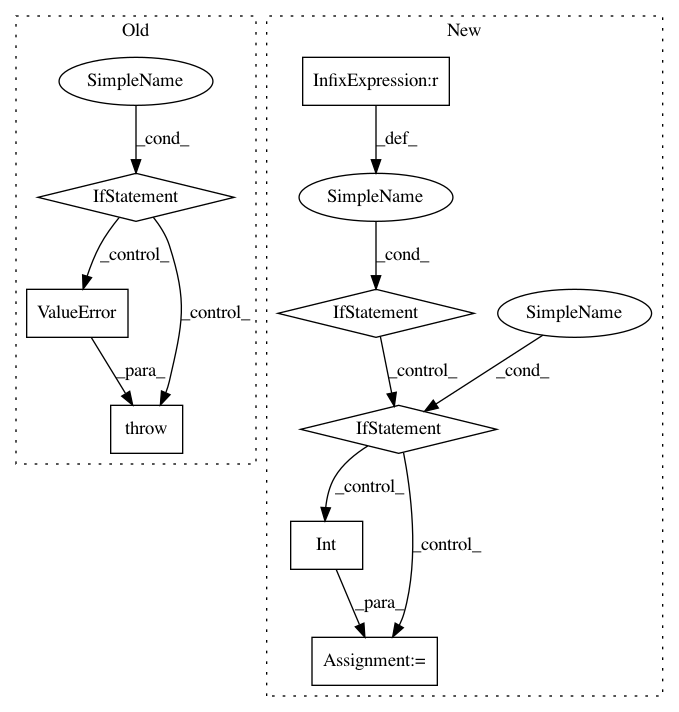 Old
New
SimpleName
InfixExpression:r
_cond_
_def_
IfStatement
SimpleName
_control_
_cond_
ValueError
_control_
IfStatement
SimpleName
_para_
_control_
_cond_
throw
IfStatement
_control_
Int
_control_
_para_
Assignment:=